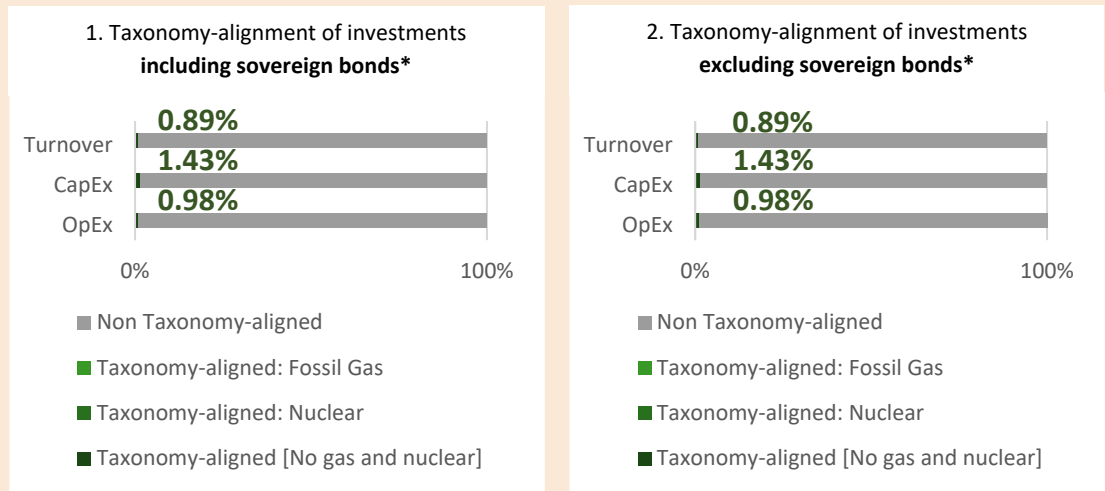 1. Taxonomy-alignment of investments
including sovereign bonds*
0.89%
Turnover
1.43%
CapEx
0.98%
OpEx
0%
100%
Non Taxonomy-aligned
Taxonomy-aligned: Fossil Gas
Taxonomy-aligned: Nuclear
Taxonomy-aligned [No gas and nuclear]
2. Taxonomy-alignment of investments
excluding sovereign bonds*
0.89%
Turnover
1.43%
CapEx
0.98%
OpEx
0%
100%
Non Taxonomy-aligned
Taxonomy-aligned: Fossil Gas
Taxonomy-aligned: Nuclear
Taxonomy-aligned [No gas and nuclear]